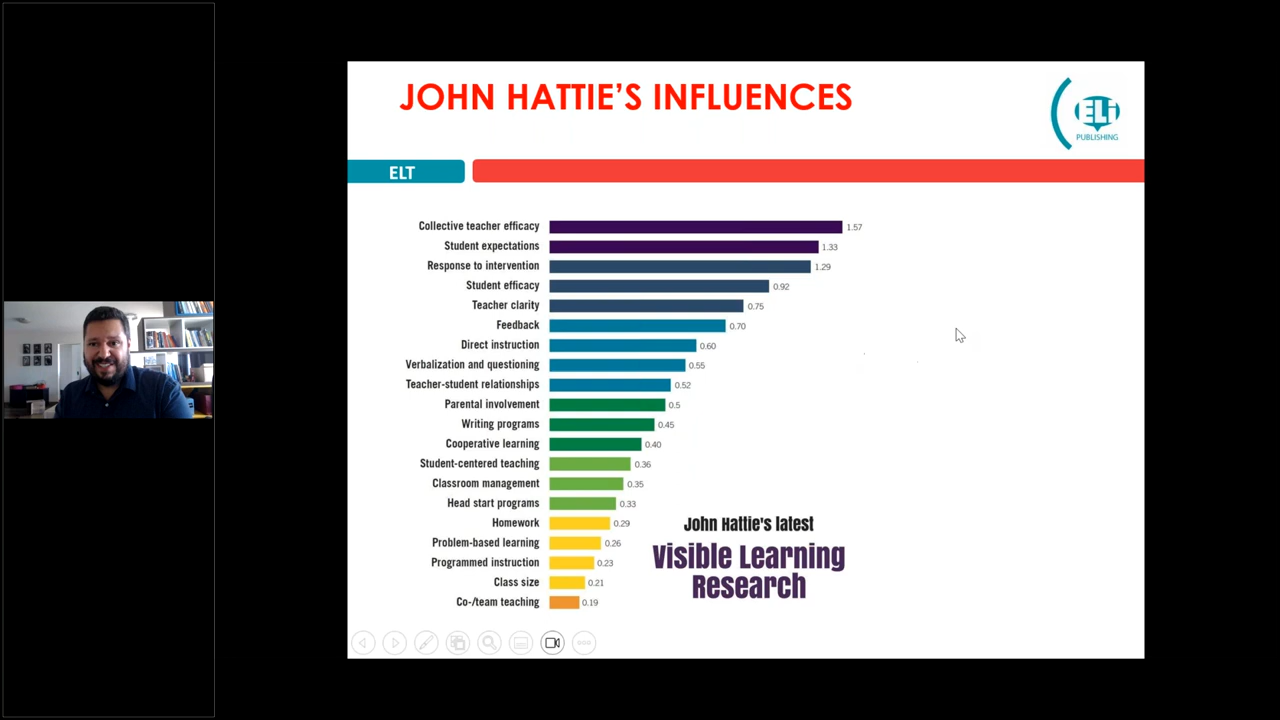 JOHN HATTIE'S INFLUENCES
ELi
PUBLISHING
ELT
Collective teacher efficacy 1.57
Student expectations 1.33
Response to intervention 1.29
Student efficacy 0.92
Teacher clarity 0.75
Feedback 0.70
Direct instruction 0.60
Verbalization and questioning 0.55
Teacher-student relationships 0.52
Parental involvement 0.5
Writing programs 0.45
Cooperative learning 0.40
Student-centered teaching 0.36
Classroom management 0.35
Head start programs 0.33
Homework 0.29
Problem-based learning 0.26
Programmed instruction 0.23
Class size 0.21
Co-/team teaching 0.19
John Hattie's latest
Visible Learning
Research